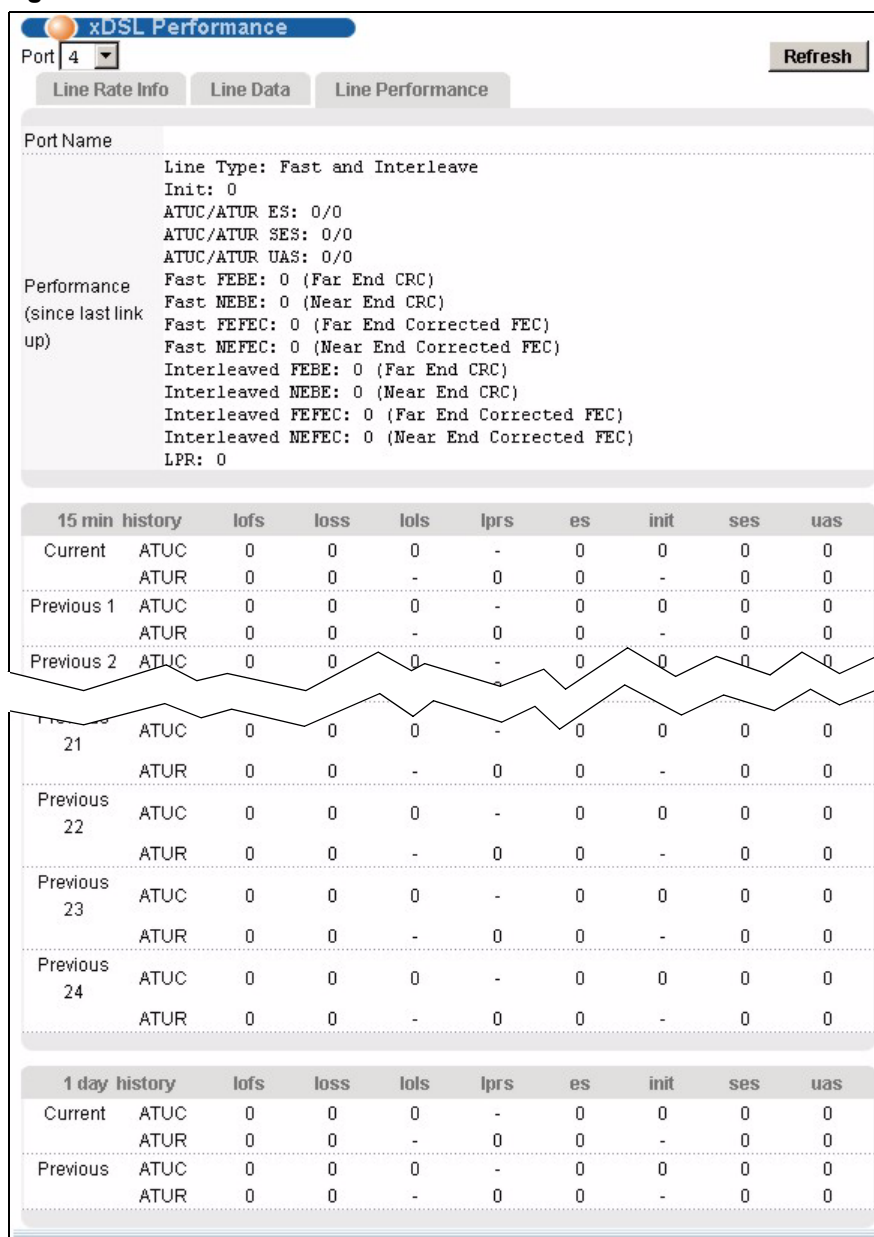 xDSL Performance
Port 4 Refresh
Line Rate Info Line Data Line Performance
Port Name
Performance (since last link up)
Line Type: Fast and Interleave
Init: 0
ATUC/ATUR ES: 0/0
ATUC/ATUR SES: 0/0
ATUC/ATUR UAS: 0/0
Fast FEBE: 0 (Far End CRC)
Fast NEBE: 0 (Near End CRC)
Fast FEFEC: 0 (Far End Corrected FEC)
Fast NEFEC: 0 (Near End Corrected FEC)
Interleaved FEBE: 0 (Far End CRC)
Interleaved NEBE: 0 (Near End CRC)
Interleaved FEFEC: 0 (Far End Corrected FEC)
Interleaved NEFEC: 0 (Near End Corrected FEC)
LPR: 0
15 min history lofs loss lols lprs es init ses uas
Current ATUC 0 0 0 - 0 0 0 0
ATUR 0 0 - 0 0 - 0 0
Previous 1 ATUC 0 0 0 - 0 0 0 0
ATUR 0 0 - 0 0 - 0 0
Previous 2 ATUC 0 0 0 - 0 0 0 0
21 ATUC 0 0 0 - 0 0 0 0
ATUR 0 0 - 0 0 - 0 0
Previous 22 ATUC 0 0 0 - 0 0 0 0
ATUR 0 0 - 0 0 - 0 0
Previous 23 ATUC 0 0 0 - 0 0 0 0
ATUR 0 0 - 0 0 - 0 0
Previous 24 ATUC 0 0 0 - 0 0 0 0
ATUR 0 0 - 0 0 - 0 0
1 day history lofs loss lols lprs es init ses uas
Current ATUC 0 0 0 - 0 0 0 0
ATUR 0 0 - 0 0 - 0 0
Previous ATUC 0 0 0 - 0 0 0 0
ATUR 0 0 - 0 0 - 0 0